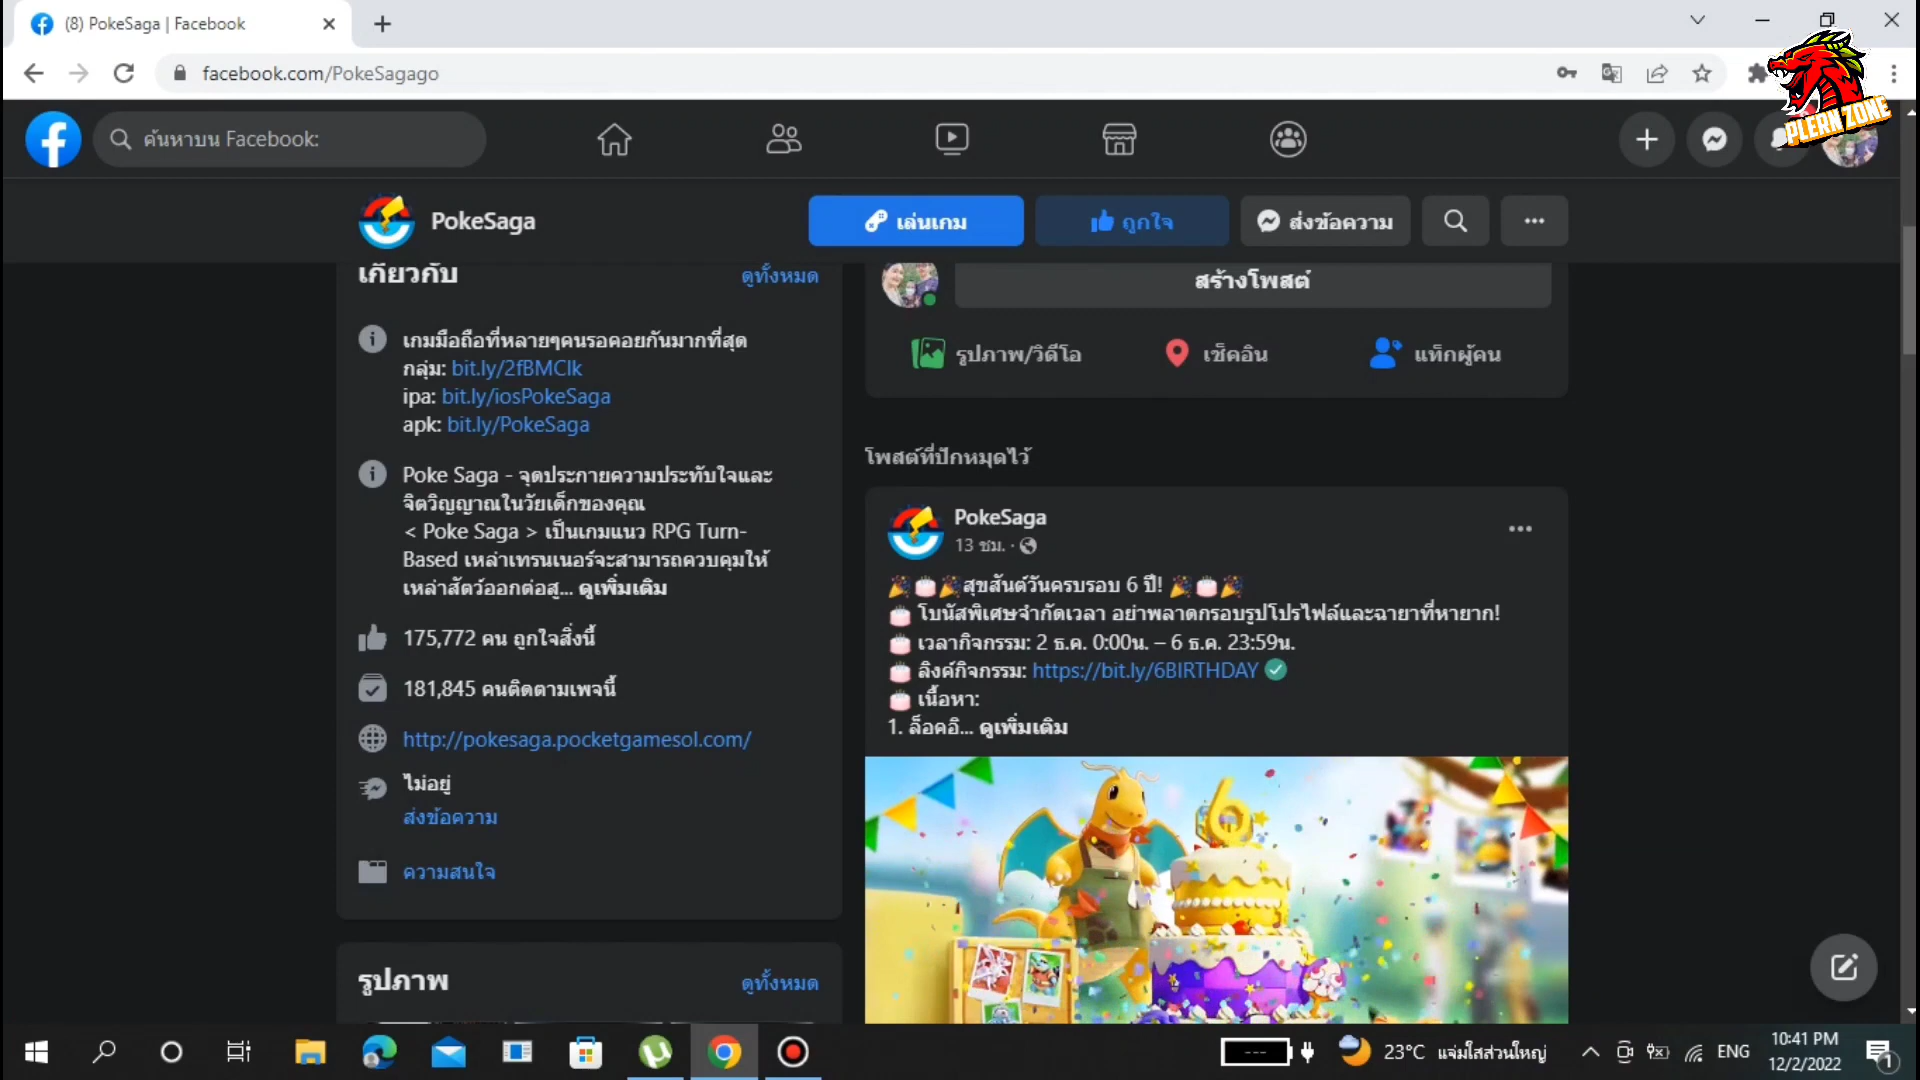 (8) PokeSaga | Facebook
facebook.com/PokeSagago
PLERN ZONE
ค้นหาบน Facebook:
PokeSaga
เล่นเกม
ถูกใจ
ส่งข้อความ
เกี่ยวกับ
ดูทั้งหมด
เกมมือถือที่หลายๆคนรอคอยกันมากที่สุด
กลุ่ม: bit.ly/2fBMClk
ipa: bit.ly/iosPokeSaga
apk: bit.ly/PokeSaga
Poke Saga - จุดประกายความประทับใจและ
จิตวิญญาณในวัยเด็กของคุณ
< Poke Saga > เป็นเกมแนว RPG Turn-
Based เหล่าเทรนเนอร์จะสามารถควบคุมให้
เหล่าสัตว์ออกต่อสู... ดูเพิ่มเติม
175,772 คน ถูกใจสิ่งนี้
181,845 คนติดตามเพจนี้
http://pokesaga.pocketgamesol.com/
ไม่อยู่
ส่งข้อความ
ความสนใจ
รูปภาพ
ดูทั้งหมด
สร้างโพสต์
รูปภาพ/วิดีโอ
เช็คอิน
แท็กผู้คน
โพสต์ที่ปักหมุดไว้
PokeSaga
13 ชม. ·
🎉🎂🎉สุขสันต์วันครบรอบ 6 ปี! 🎉🎂🎉
🎂 โบนัสพิเศษจำกัดเวลา อย่าพลาดกรอบรูปโปรไฟล์และฉายาที่หายาก!
🎂 เวลากิจกรรม: 2 ธ.ค. 0:00น. – 6 ธ.ค. 23:59น.
🎂 ลิงค์กิจกรรม: https://bit.ly/6BIRTHDAY
🎂 เนื้อหา:
1. ล็อคอิ... ดูเพิ่มเติม
6
23°C แจ่มใสส่วนใหญ่
ENG
10:41 PM
12/2/2022
1